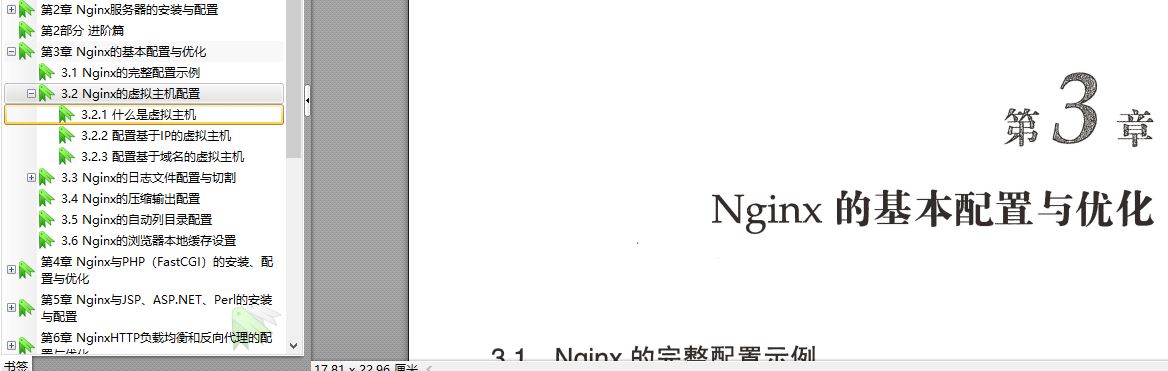 第2章 Nginx服务器的安装与配置
第2部分 进阶篇
第3章 Nginx的基本配置与优化
3.1 Nginx的完整配置示例
3.2 Nginx的虚拟主机配置
3.2.1 什么是虚拟主机
3.2.2 配置基于IP的虚拟主机
3.2.3 配置基于域名的虚拟主机
3.3 Nginx的日志文件配置与切割
3.4 Nginx的压缩输出配置
3.5 Nginx的自动列目录配置
3.6 Nginx的浏览器本地缓存设置
第4章 Nginx与PHP（FastCGI）的安装、配
置与优化
第5章 Nginx与JSP、ASP.NET、Perl的安装
与配置
第6章 NginxHTTP负载均衡和反向代理的配
置与优化
书签
第3章
Nginx 的基本配置与优化
3.1 Nginx 的完整配置示例
17.81 x 22.96 厘米